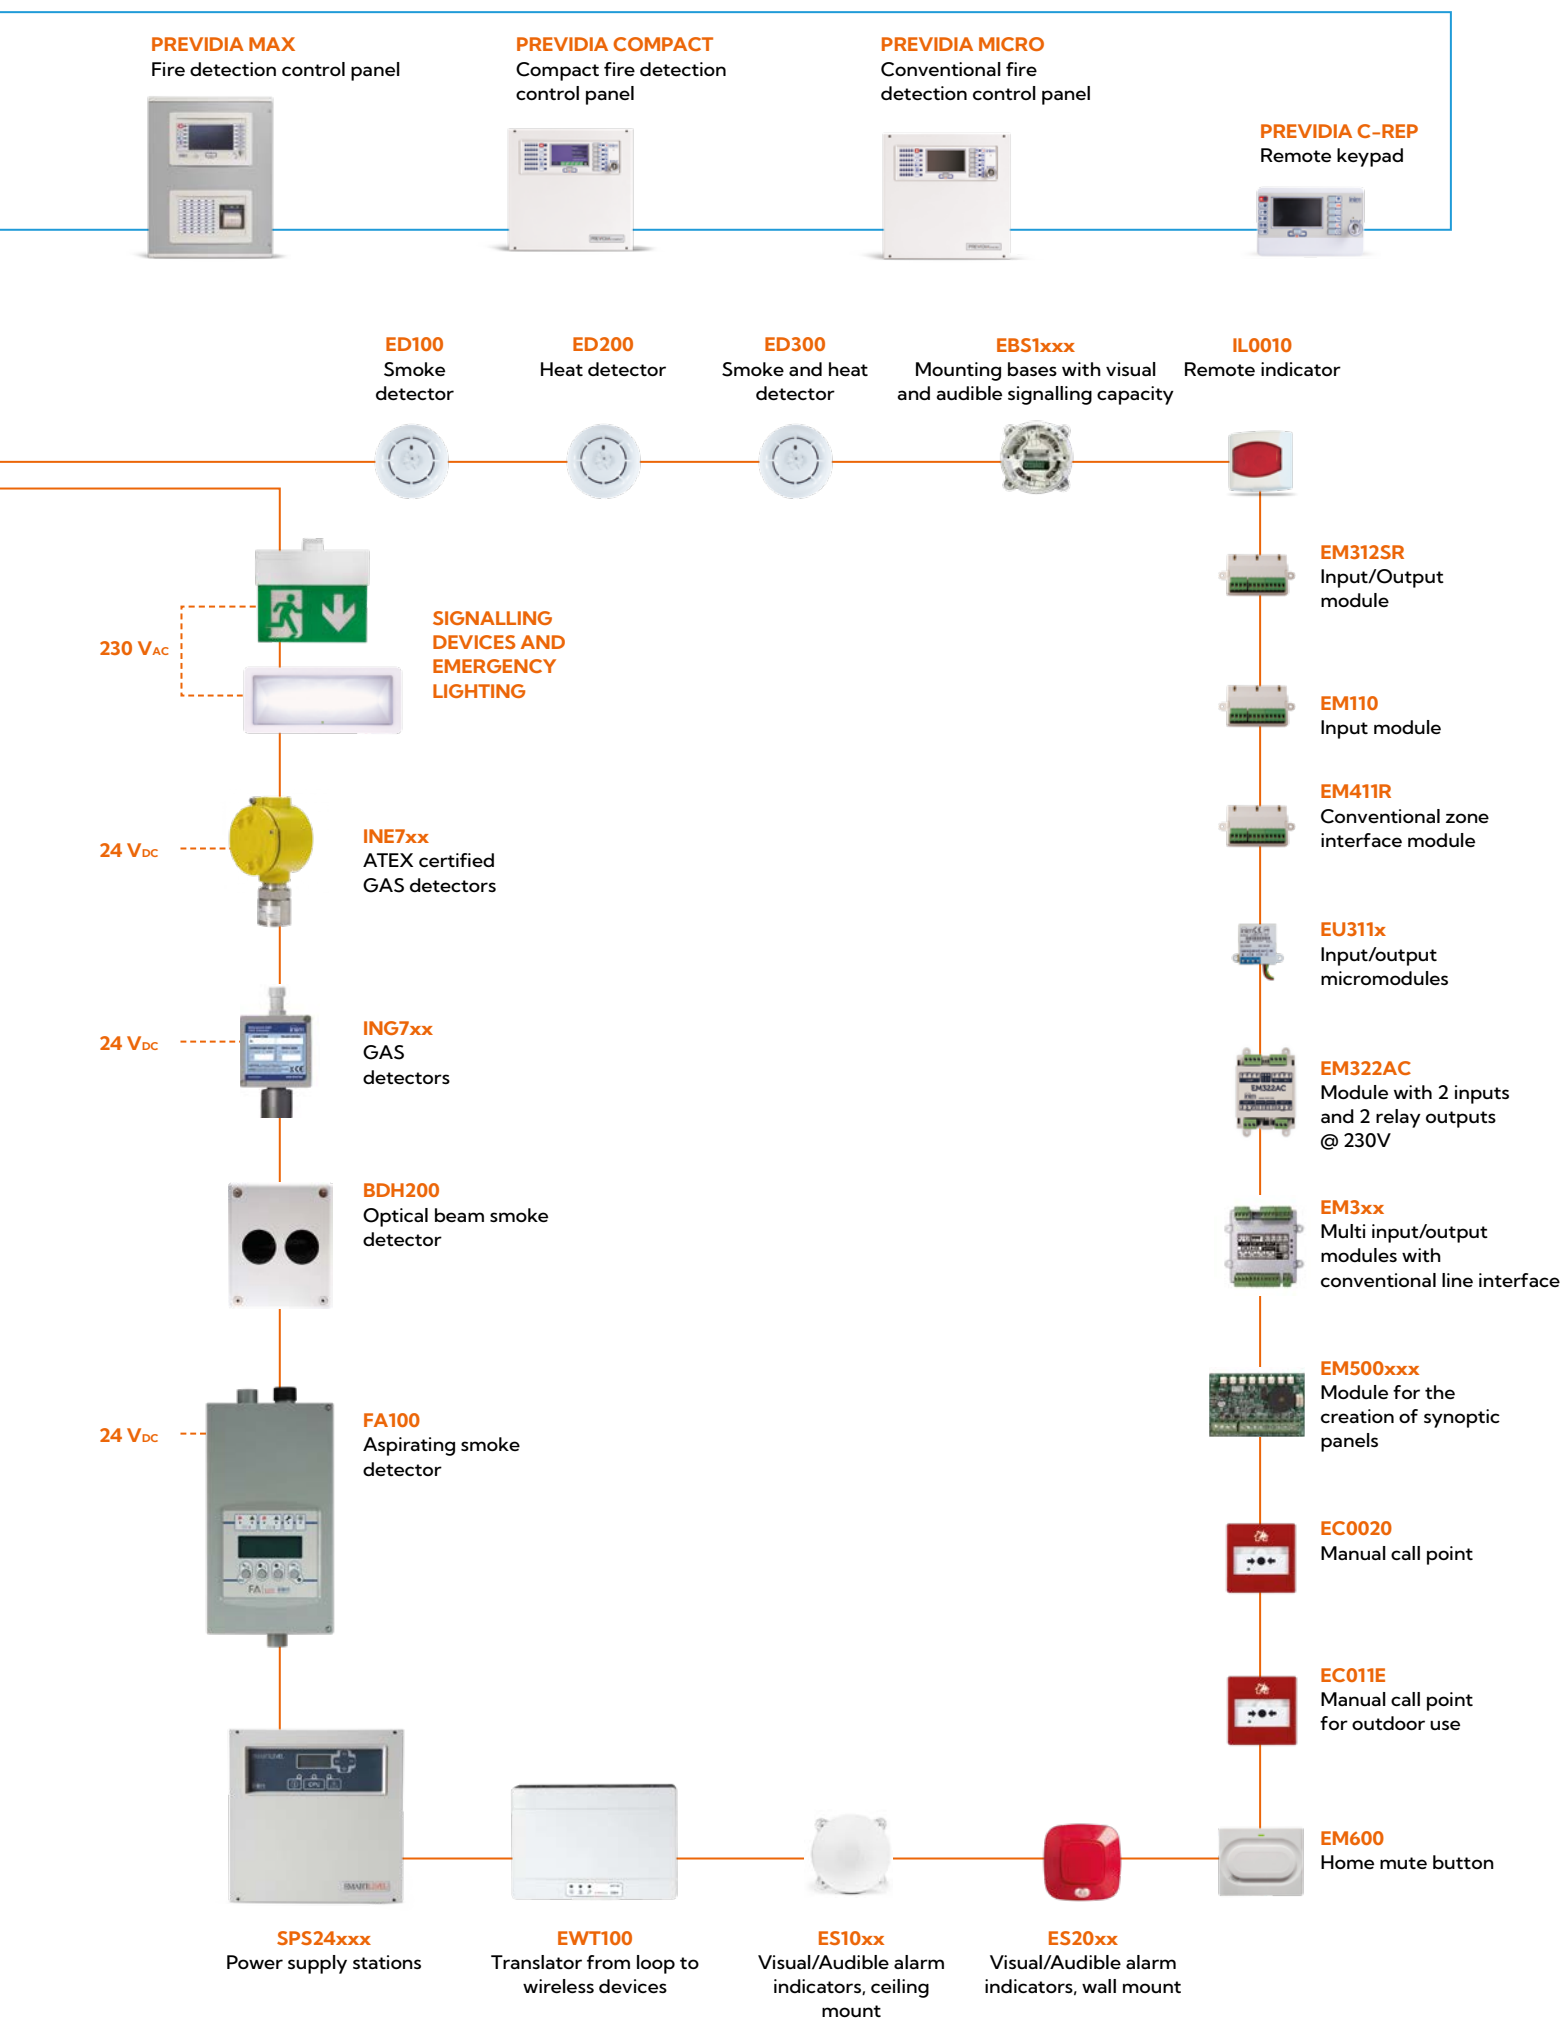 PREVIDIA MAX
Fire detection control panel
PREVIDIA COMPACT
Compact fire detection
control panel
PREVIDIA MICRO
Conventional fire
detection control panel
PREVIDIA C-REP
Remote keypad
ED100
Smoke
detector
ED200
Heat detector
ED300
Smoke and heat
detector
EBS1xxx
Mounting bases with visual
and audible signalling capacity
IL0010
Remote indicator
230 VAC
SIGNALLING
DEVICES AND
EMERGENCY
LIGHTING
EM312SR
Input/Output
module
EM110
Input module
24 VDC
INE7xx
ATEX certified
GAS detectors
EM411R
Conventional zone
interface module
EU311x
Input/output
micromodules
24 VDC
ING7xx
GAS
detectors
EM322AC
EM322AC
Module with 2 inputs
and 2 relay outputs
@ 230V
BDH200
Optical beam smoke
detector
EM3xx
Multi input/output
modules with
conventional line interface
24 VDC
FA100
Aspirating smoke
detector
EM500xxx
Module for the
creation of synoptic
panels
EC0020
Manual call point
EC011E
Manual call point
for outdoor use
EM600
Home mute button
SMARTLEVEL
SPS24xxx
Power supply stations
EWT100
Translator from loop to
wireless devices
ES10xx
Visual/Audible alarm
indicators, ceiling
mount
ES20xx
Visual/Audible alarm
indicators, wall mount